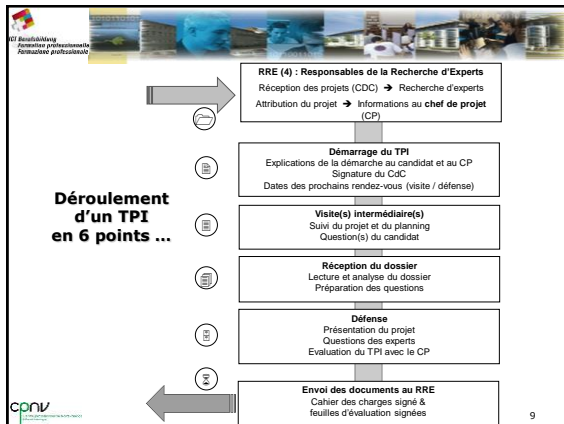 ICT Berufsbildung
Formation professionnelle
Formazione professionale
RRE (4) : Responsables de la Recherche d'Experts
Réception des projets (CDC) ➔ Recherche d'experts
Attribution du projet ➔ Informations au chef de projet
(CP)
Démarrage du TPI
Explications de la démarche au candidat et au CP
Signature du CdC
Dates des prochains rendez-vous (visite / défense)
Déroulement
d'un TPI
en 6 points ...
Visite(s) intermédiaire(s)
Suivi du projet et du planning
Question(s) du candidat
Réception du dossier
Lecture et analyse du dossier
Préparation des questions
Défense
Présentation du projet
Questions des experts
Evaluation du TPI avec le CP
Envoi des documents au RRE
Cahier des charges signé &
feuilles d'évaluation signées
cpnv
9